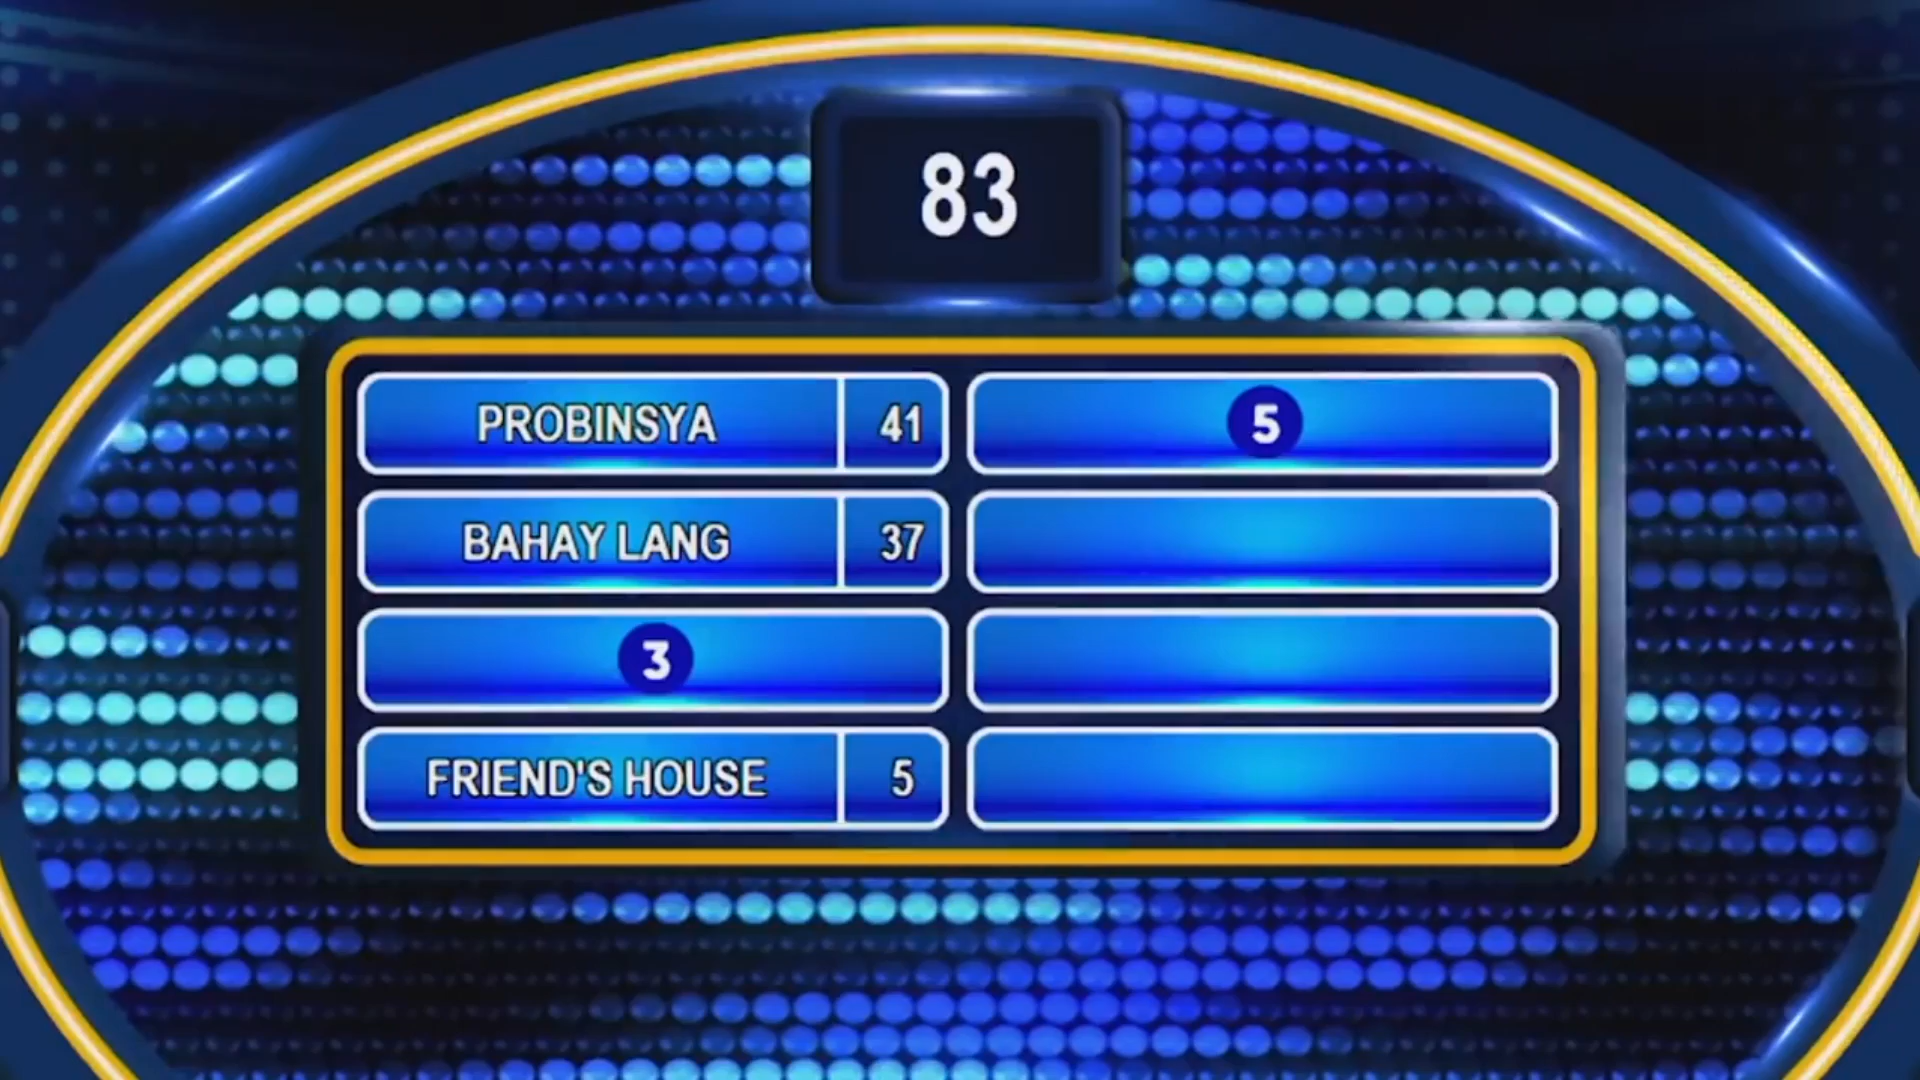 83
PROBINSYA 41
5
BAHAY LANG 37
3
FRIEND'S HOUSE 5